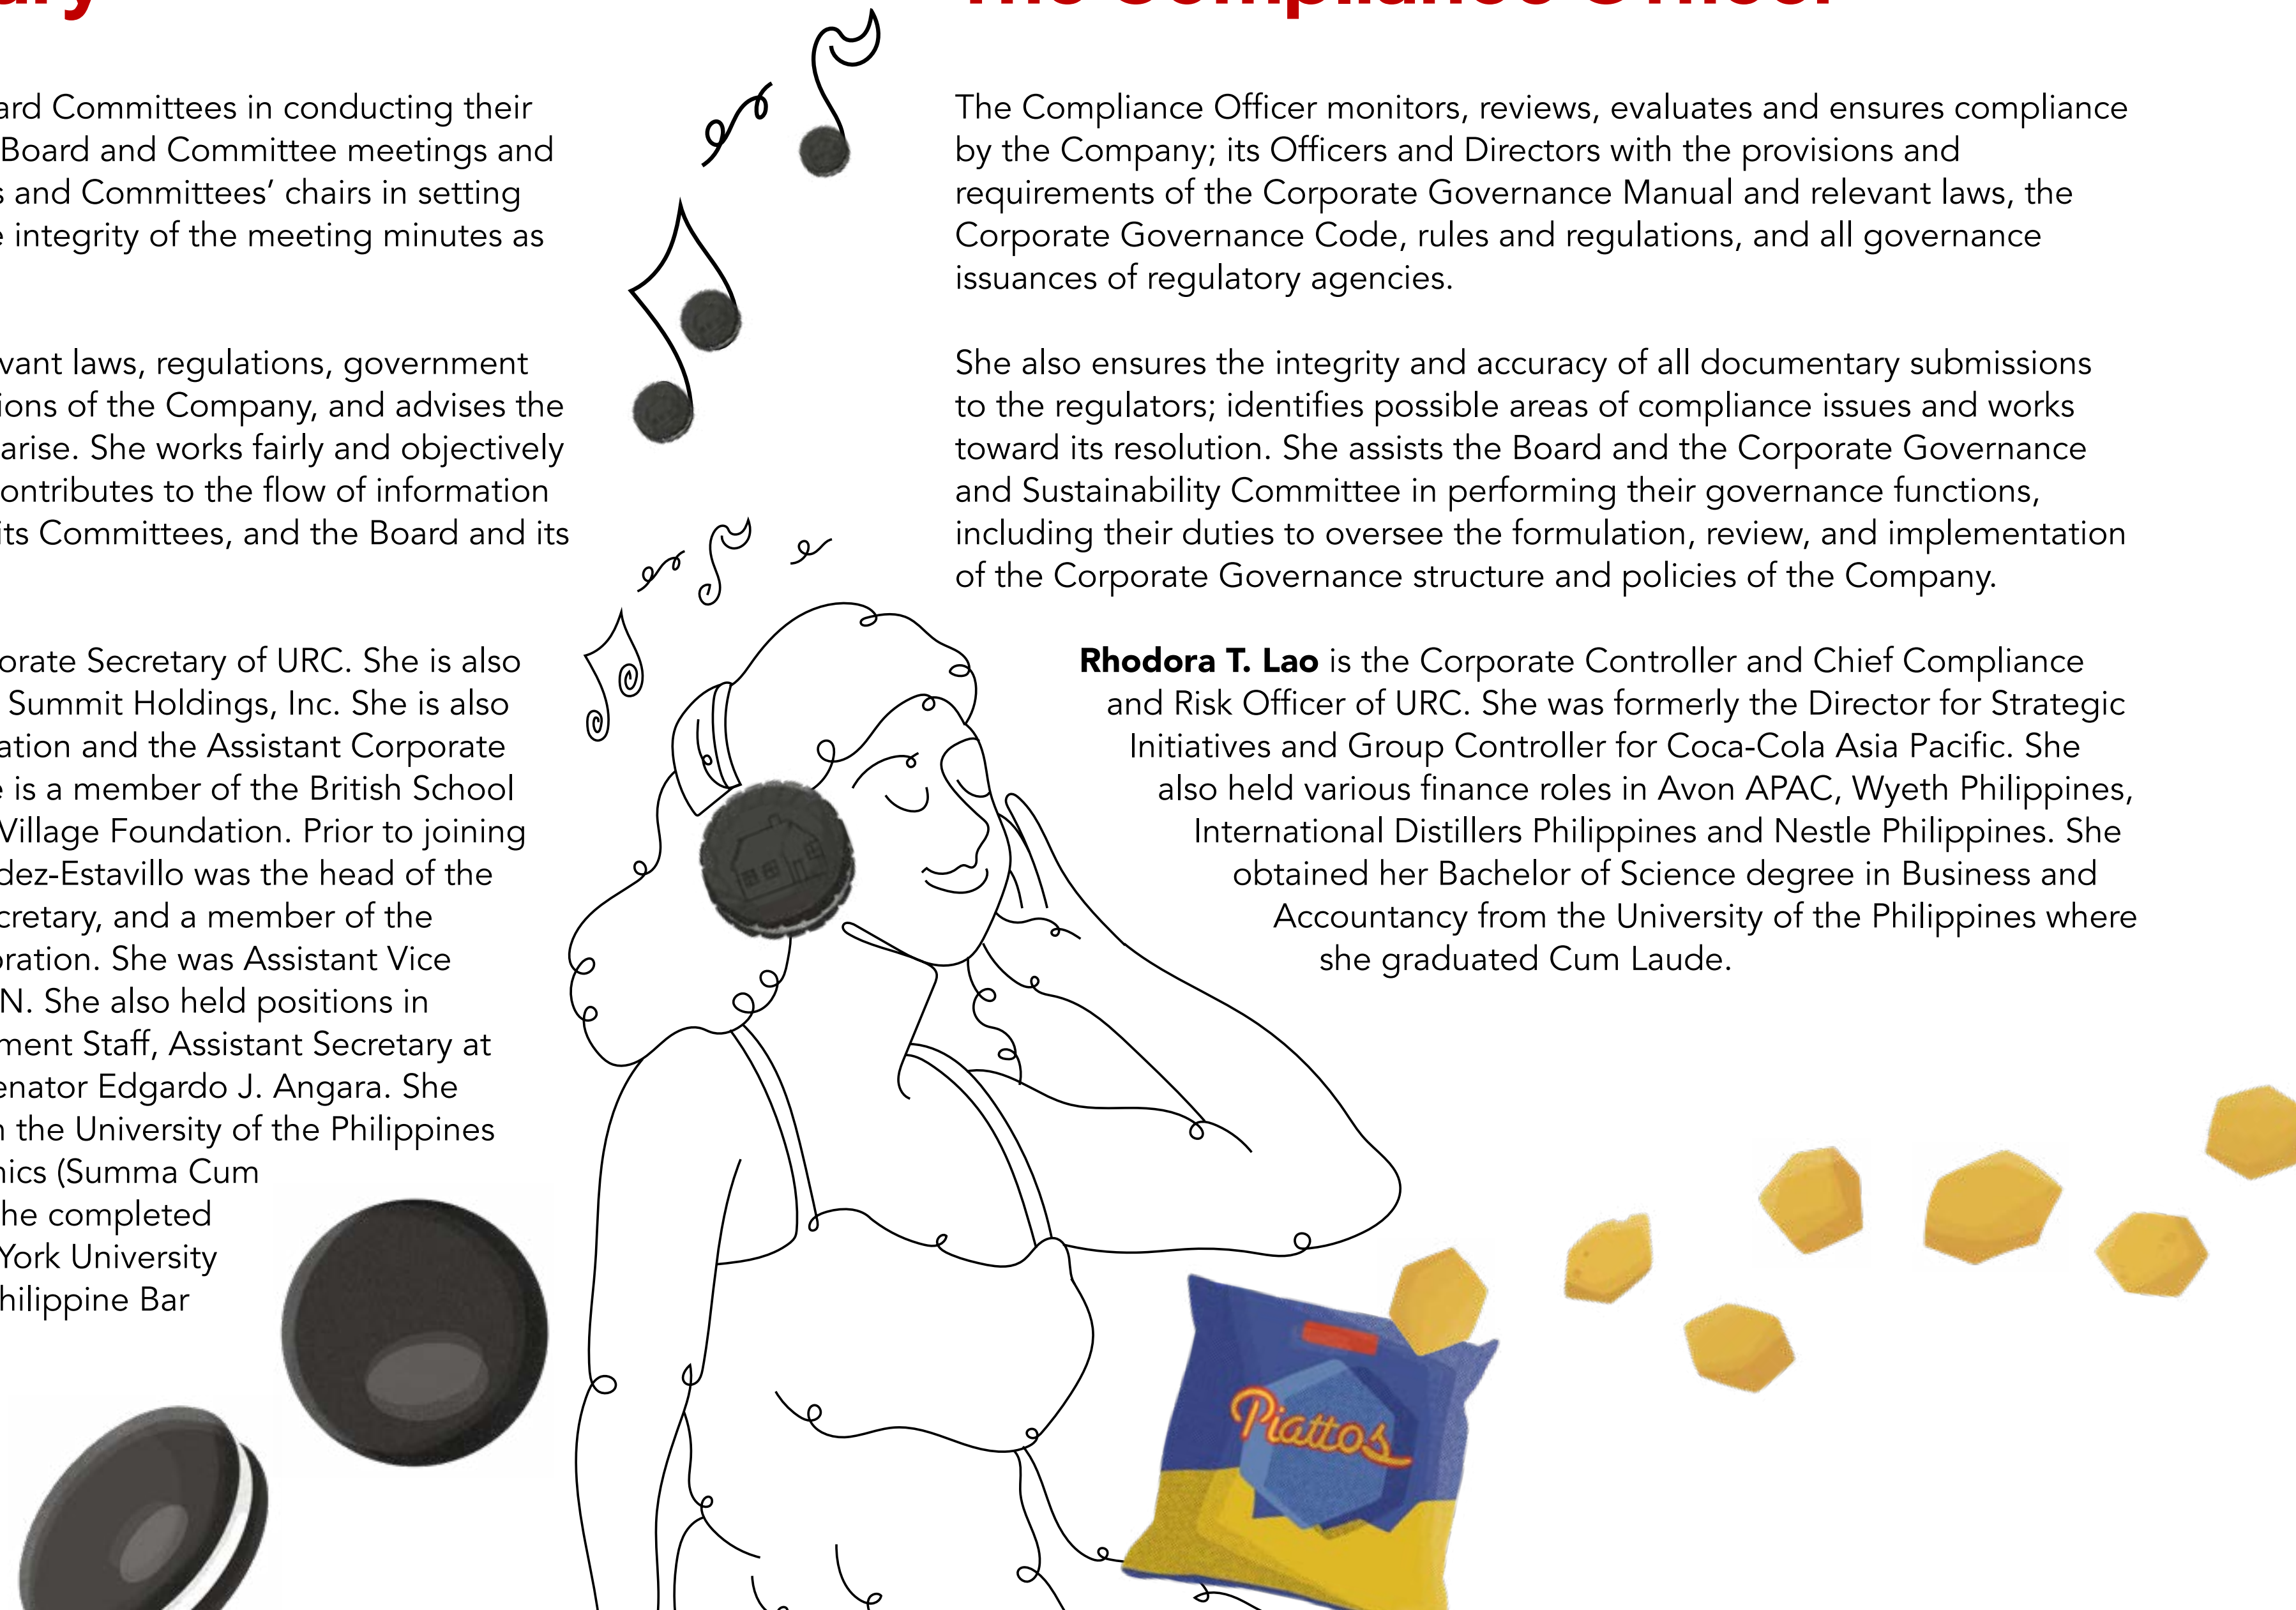 The Compliance Officer
ard Committees in conducting their
Board and Committee meetings and
s and Committees’ chairs in setting
e integrity of the meeting minutes as
vant laws, regulations, government
ions of the Company, and advises the
arise. She works fairly and objectively
ontributes to the flow of information
its Committees, and the Board and its
orate Secretary of URC. She is also
Summit Holdings, Inc. She is also
ation and the Assistant Corporate
e is a member of the British School
Village Foundation. Prior to joining
dez-Estavillo was the head of the
cretary, and a member of the
oration. She was Assistant Vice
N. She also held positions in
ment Staff, Assistant Secretary at
enator Edgardo J. Angara. She
n the University of the Philippines
nics (Summa Cum
he completed
York University
hilippine Bar
The Compliance Officer monitors, reviews, evaluates and ensures compliance
by the Company; its Officers and Directors with the provisions and
requirements of the Corporate Governance Manual and relevant laws, the
Corporate Governance Code, rules and regulations, and all governance
issuances of regulatory agencies.
She also ensures the integrity and accuracy of all documentary submissions
to the regulators; identifies possible areas of compliance issues and works
toward its resolution. She assists the Board and the Corporate Governance
and Sustainability Committee in performing their governance functions,
including their duties to oversee the formulation, review, and implementation
of the Corporate Governance structure and policies of the Company.
Rhodora T. Lao is the Corporate Controller and Chief Compliance
and Risk Officer of URC. She was formerly the Director for Strategic
Initiatives and Group Controller for Coca-Cola Asia Pacific. She
also held various finance roles in Avon APAC, Wyeth Philippines,
International Distillers Philippines and Nestle Philippines. She
obtained her Bachelor of Science degree in Business and
Accountancy from the University of the Philippines where
she graduated Cum Laude.
Piattos